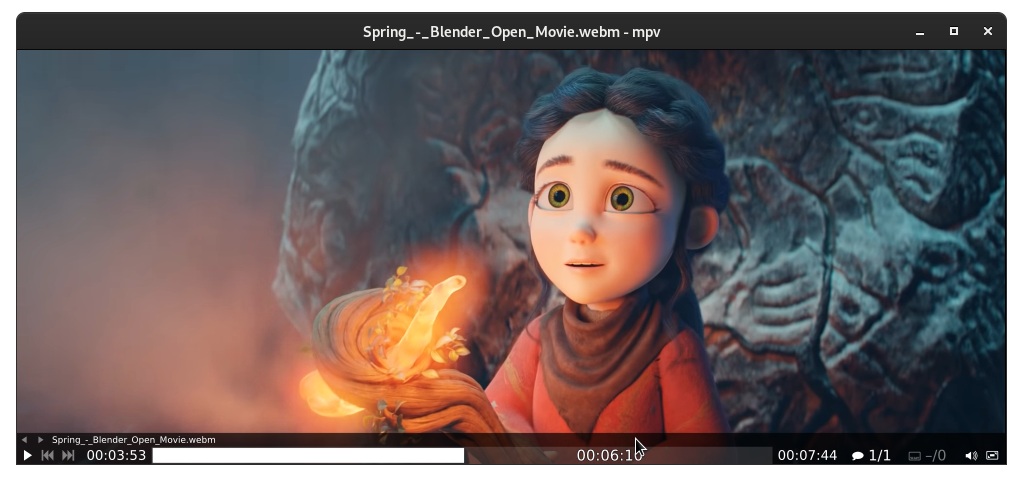 Spring_-_Blender_Open_Movie.webm - mpv
Spring_-_Blender_Open_Movie.webm
00:03:53 00:06:10 00:07:44 1/1 –/0